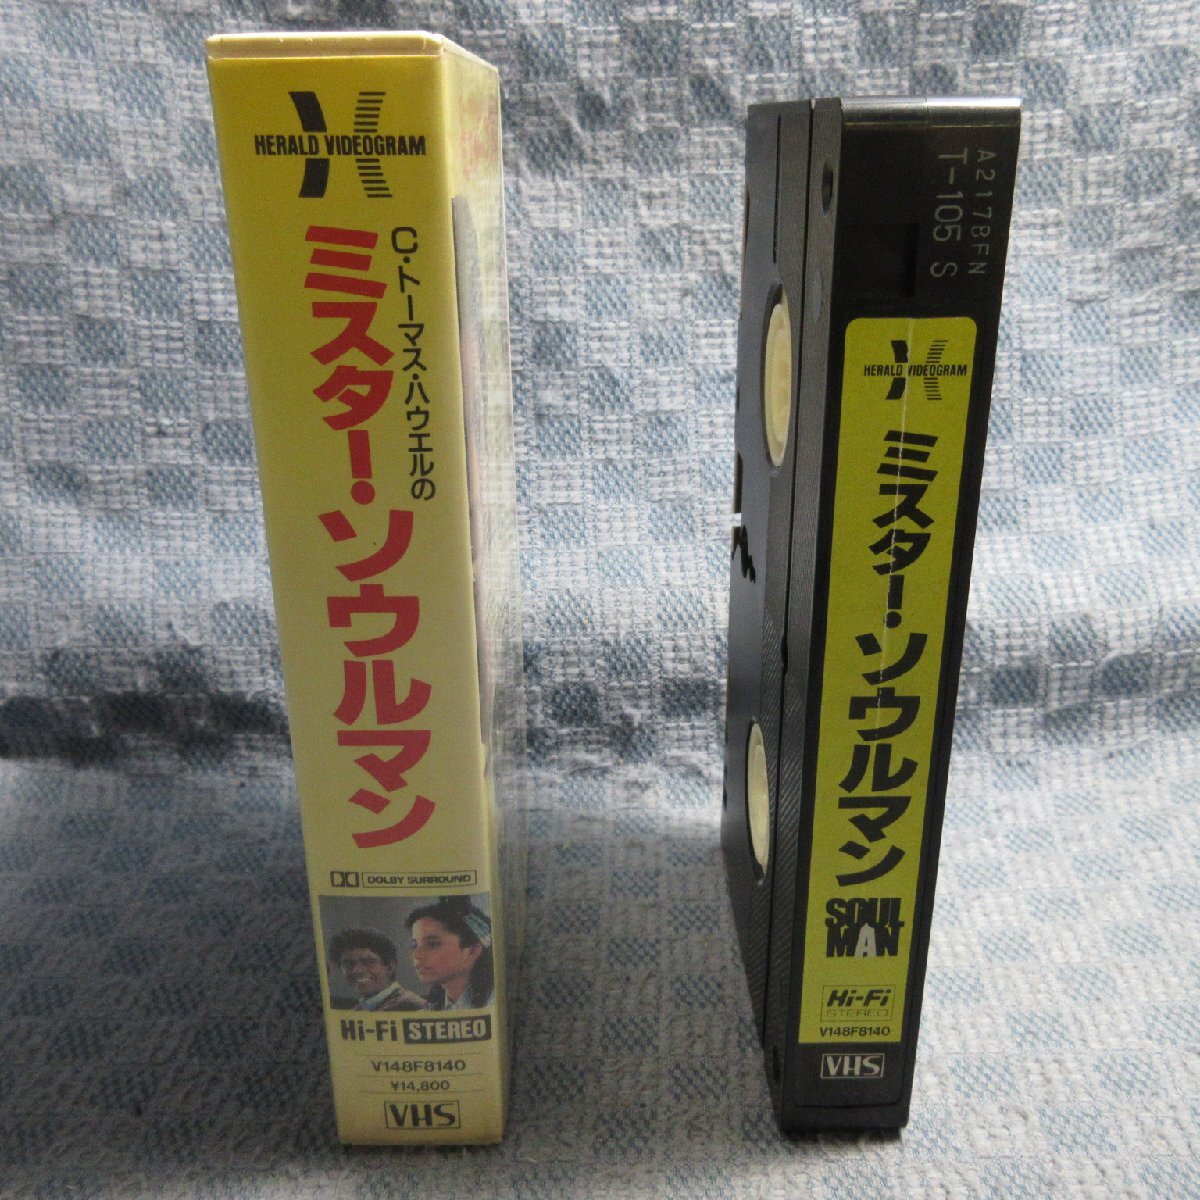 HERALD VIDEOGRAM
C・トーマス・ハウエルの
ミスター・ソウルマン
DOLBY SURROUND
Hi-Fi STEREO
V148F8140
¥14,800
VHS
A2178FN
T-105 S
HERALD VIDEOGRAM
ミスター・ソウルマン
SOUL
MAN
Hi-Fi
STEREO
V148F8140
VHS